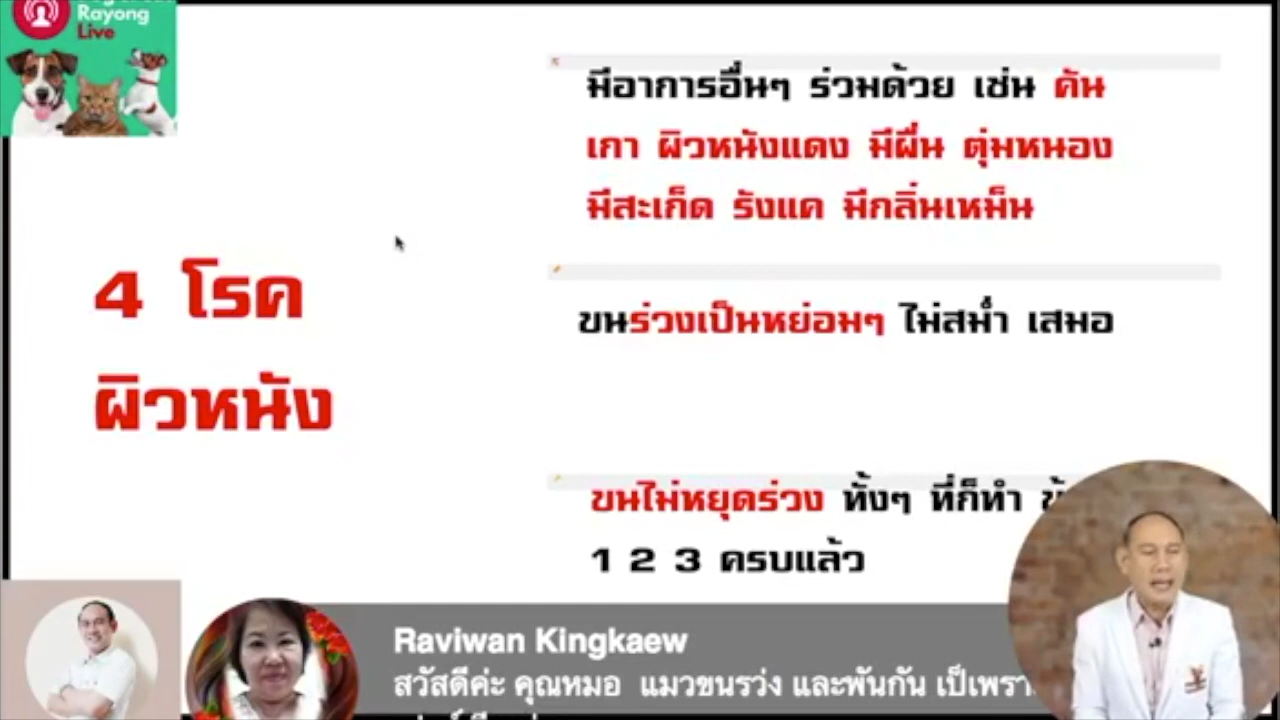 Rayong
Live
มีอาการอื่นๆ ร่วมด้วย เช่น คัน
เกา ผิวหนังแดง มีผื่น ตุ่มหนอง
มีสะเก็ด รังแค มีกลิ่นเหม็น
4 โรค
ผิวหนัง
ขนร่วงเป็นหย่อมๆ ไม่สม่ำ เสมอ
ขนไม่หยุดร่วง ทั้งๆ ที่ก็ทำ
1 2 3 ครบแล้ว
Raviwan Kingkaew
สวัสดีค่ะ คุณหมอ แมวขนรว่ง และพันกัน เป็เพรา